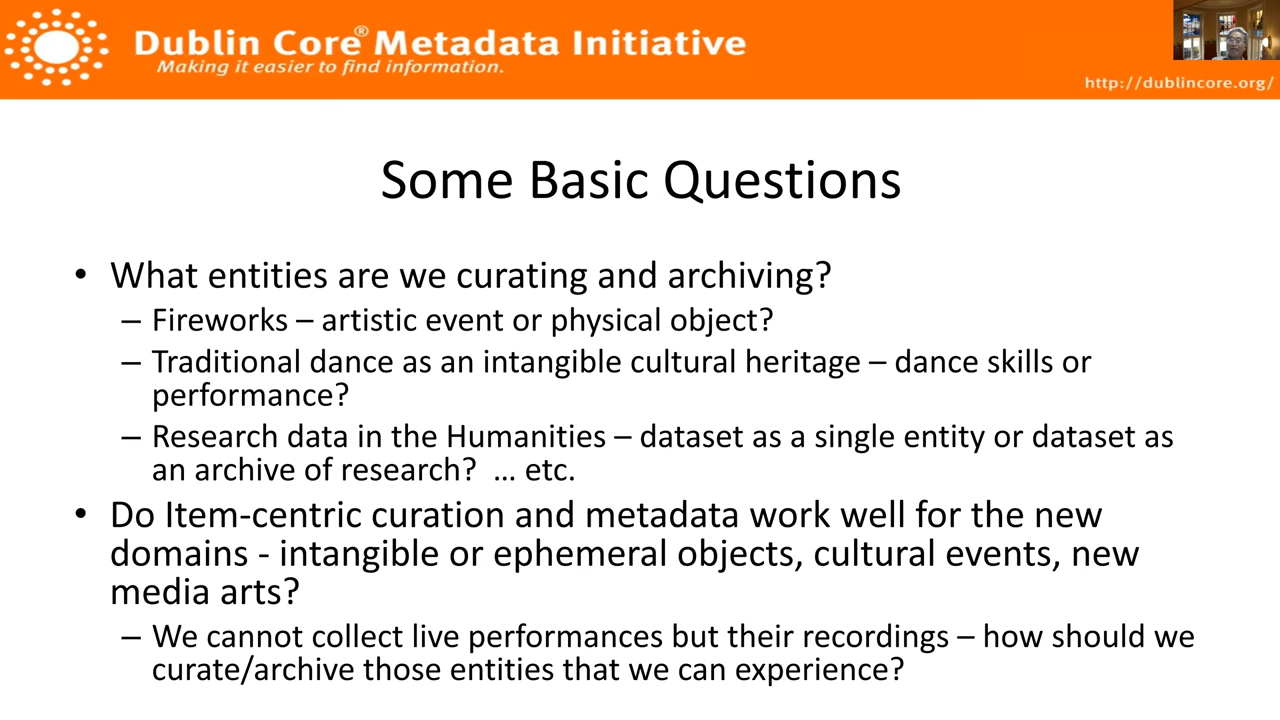 Dublin Core® Metadata Initiative
Making it easier to find information.
http://dublincore.org/
Some Basic Questions
• What entities are we curating and archiving?
– Fireworks – artistic event or physical object?
– Traditional dance as an intangible cultural heritage – dance skills or
performance?
– Research data in the Humanities – dataset as a single entity or dataset as
an archive of research?  … etc.
• Do Item-centric curation and metadata work well for the new
domains - intangible or ephemeral objects, cultural events, new
media arts?
– We cannot collect live performances but their recordings – how should we
curate/archive those entities that we can experience?